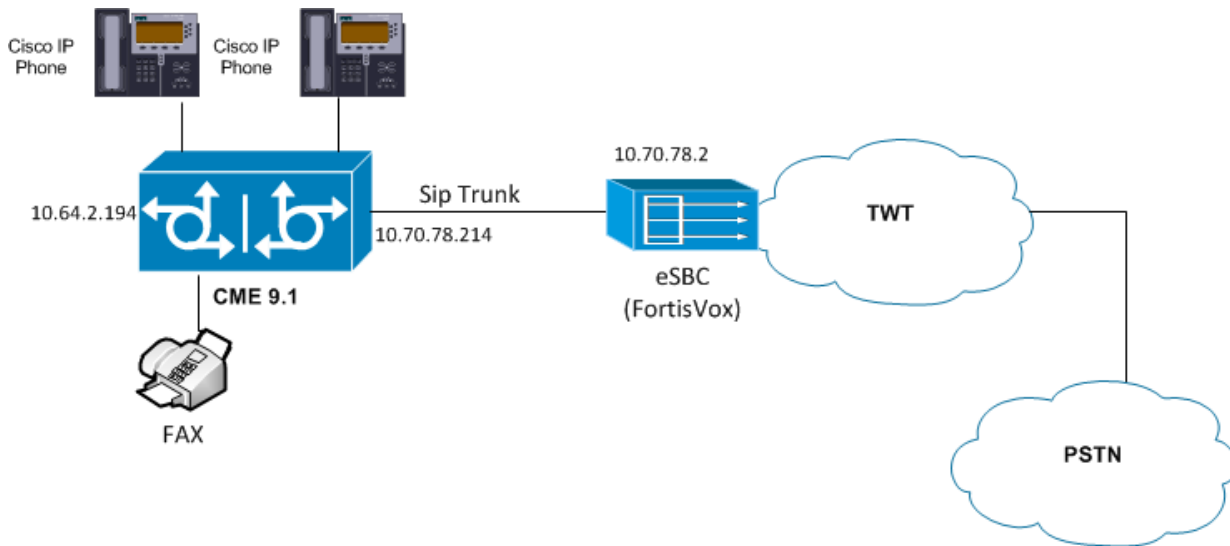 Cisco IP
Phone
Cisco IP
Phone
10.64.2.194
CME 9.1
10.70.78.214
Sip Trunk
10.70.78.2
eSBC
(FortisVox)
TWT
FAX
PSTN